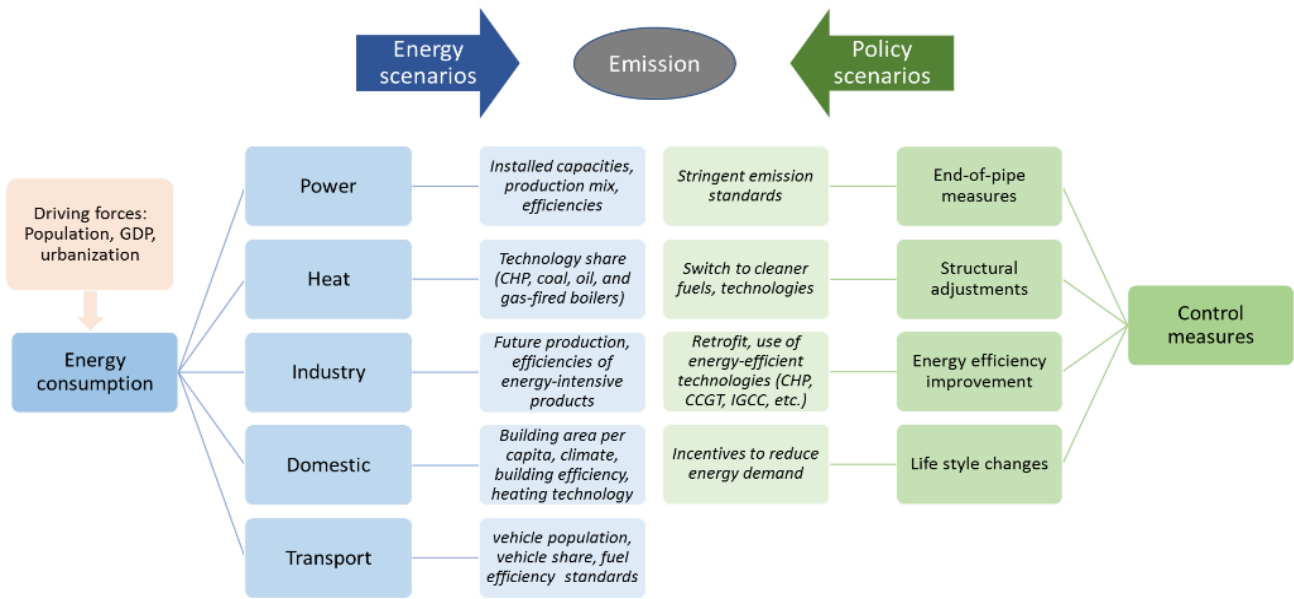 Energy
scenarios
Emission
Policy
scenarios
Driving forces:
Population, GDP,
urbanization
Energy
consumption
Power
Heat
Industry
Domestic
Transport
Installed capacities,
production mix,
efficiencies
Technology share
(CHP, coal, oil, and
gas-fired boilers)
Future production,
efficiencies of
energy-intensive
products
Building area per
capita, climate,
building efficiency,
heating technology
vehicle population,
vehicle share, fuel
efficiency standards
Stringent emission
standards
Switch to cleaner
fuels, technologies
Retrofit, use of
energy-efficient
technologies (CHP,
CCGT, IGCC, etc.)
Incentives to reduce
energy demand
End-of-pipe
measures
Structural
adjustments
Energy efficiency
improvement
Life style changes
Control
measures